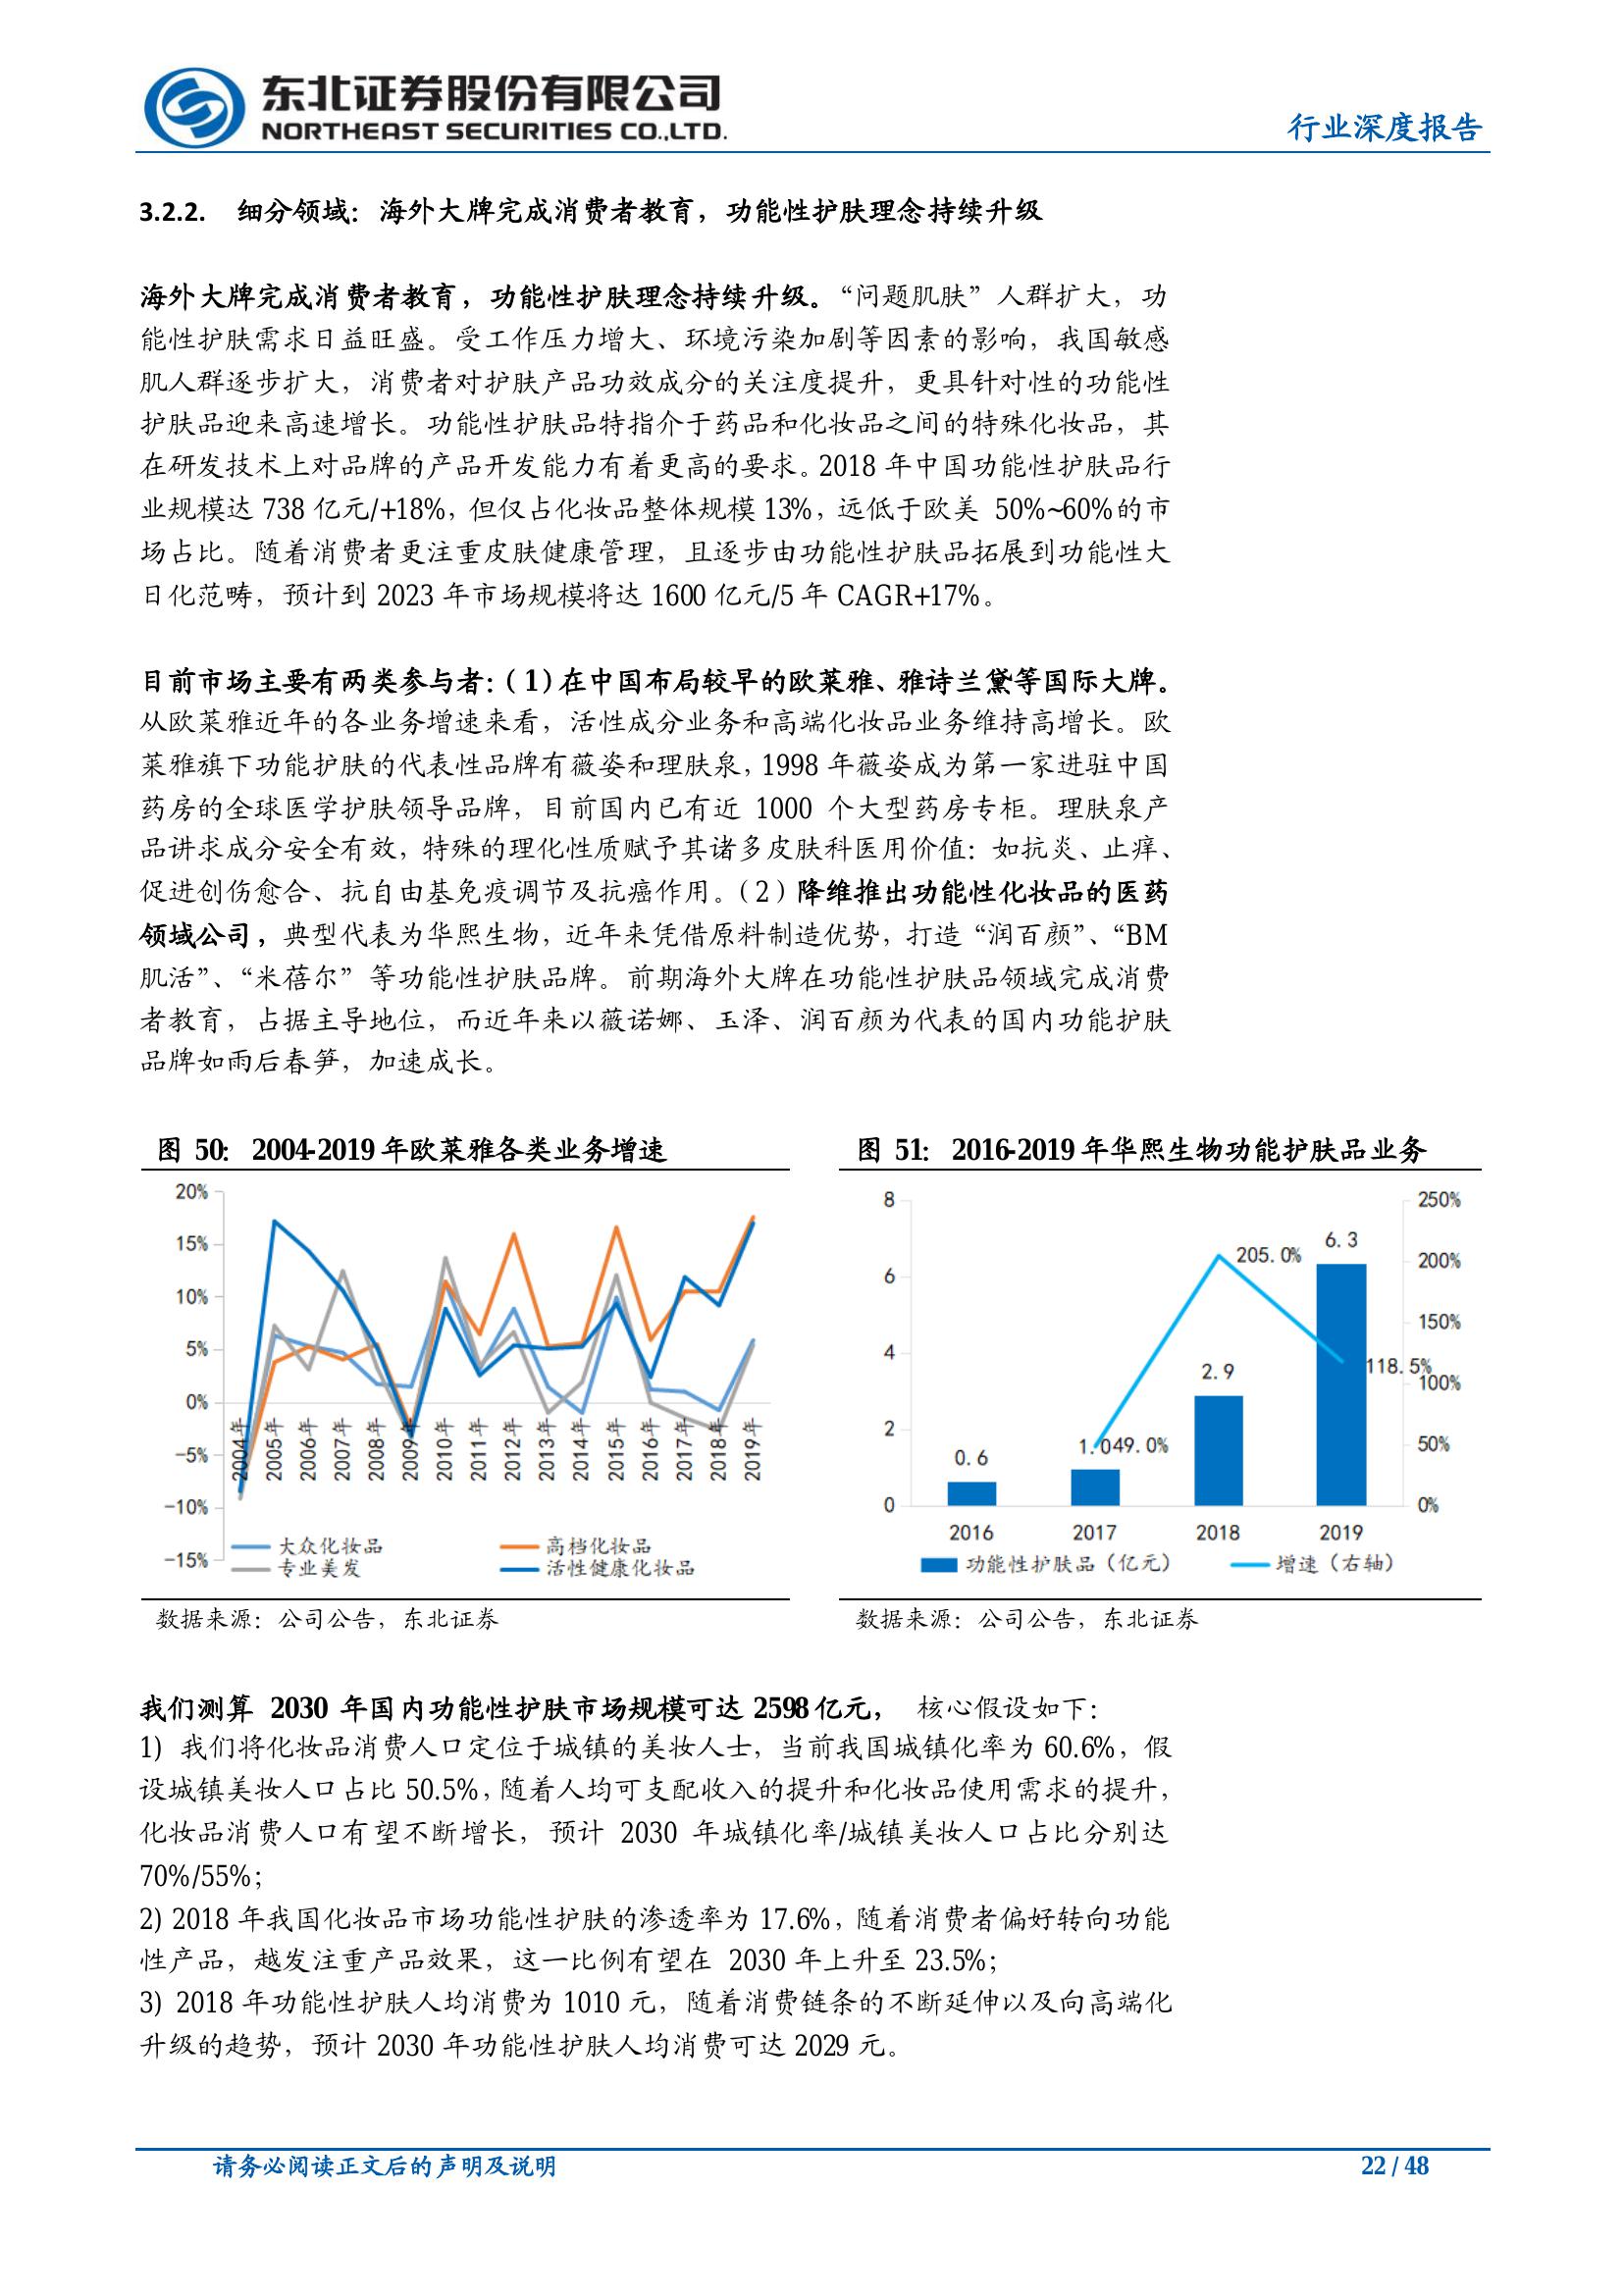 东北证券股份有限公司
NORTHEAST SECURITIES CO.,LTD.
行业深度报告
3.2.2. 细分领域：海外大牌完成消费者教育，功能性护肤理念持续升级
海外大牌完成消费者教育，功能性护肤理念持续升级。“问题肌肤”人群扩大，功
能性护肤需求日益旺盛。受工作压力增大、环境污染加剧等因素的影响，我国敏感
肌人群逐步扩大，消费者对护肤产品功效成分的关注度提升，更具针对性的功能性
护肤品迎来高速增长。功能性护肤品特指介于药品和化妆品之间的特殊化妆品，其
在研发技术上对品牌的产品开发能力有着更高的要求。2018 年中国功能性护肤品行
业规模达 738 亿元/+18%，但仅占化妆品整体规模 13%，远低于欧美 50%~60%的市
场占比。随着消费者更注重皮肤健康管理，且逐步由功能性护肤品拓展到功能性大
日化范畴，预计到 2023 年市场规模将达 1600 亿元/5 年 CAGR+17%。
目前市场主要有两类参与者：（1）在中国布局较早的欧莱雅、雅诗兰黛等国际大牌。
从欧莱雅近年的各业务增速来看，活性成分业务和高端化妆品业务维持高增长。欧
莱雅旗下功能护肤的代表性品牌有薇姿和理肤泉，1998 年薇姿成为第一家进驻中国
药房的全球医学护肤领导品牌，目前国内已有近 1000 个大型药房专柜。理肤泉产
品讲求成分安全有效，特殊的理化性质赋予其诸多皮肤科医用价值：如抗炎、止痒、
促进创伤愈合、抗自由基免疫调节及抗癌作用。（2）降维推出功能性化妆品的医药
领域公司，典型代表为华熙生物，近年来凭借原料制造优势，打造“润百颜”、“BM
肌活”、“米蓓尔”等功能性护肤品牌。前期海外大牌在功能性护肤品领域完成消费
者教育，占据主导地位，而近年来以薇诺娜、玉泽、润百颜为代表的国内功能护肤
品牌如雨后春笋，加速成长。
图 50： 2004-2019 年欧莱雅各类业务增速
20%
15%
10%
5%
0%
-5%
-10%
-15%
2004年 2005年 2006年 2007年 2008年 2009年 2010年 2011年 2012年 2013年 2014年 2015年 2016年 2017年 2018年 2019年
大众化妆品 高档化妆品
专业美发 活性健康化妆品
数据来源：公司公告，东北证券
图 51： 2016-2019 年华熙生物功能护肤品业务
8 250%
6.3
205.0% 200%
6
150%
4
118.5%
2.9 100%
2
1.0 49.0% 50%
0.6
0 0%
2016 2017 2018 2019
功能性护肤品（亿元） 增速（右轴）
数据来源：公司公告，东北证券
我们测算 2030 年国内功能性护肤市场规模可达 2598 亿元， 核心假设如下：
1) 我们将化妆品消费人口定位于城镇的美妆人士，当前我国城镇化率为 60.6%，假
设城镇美妆人口占比 50.5%，随着人均可支配收入的提升和化妆品使用需求的提升，
化妆品消费人口有望不断增长，预计 2030 年城镇化率/城镇美妆人口占比分别达
70%/55%；
2) 2018 年我国化妆品市场功能性护肤的渗透率为 17.6%，随着消费者偏好转向功能
性产品，越发注重产品效果，这一比例有望在 2030 年上升至 23.5%；
3) 2018 年功能性护肤人均消费为 1010 元，随着消费链条的不断延伸以及向高端化
升级的趋势，预计 2030 年功能性护肤人均消费可达 2029 元。
请务必阅读正文后的声明及说明
22 / 48